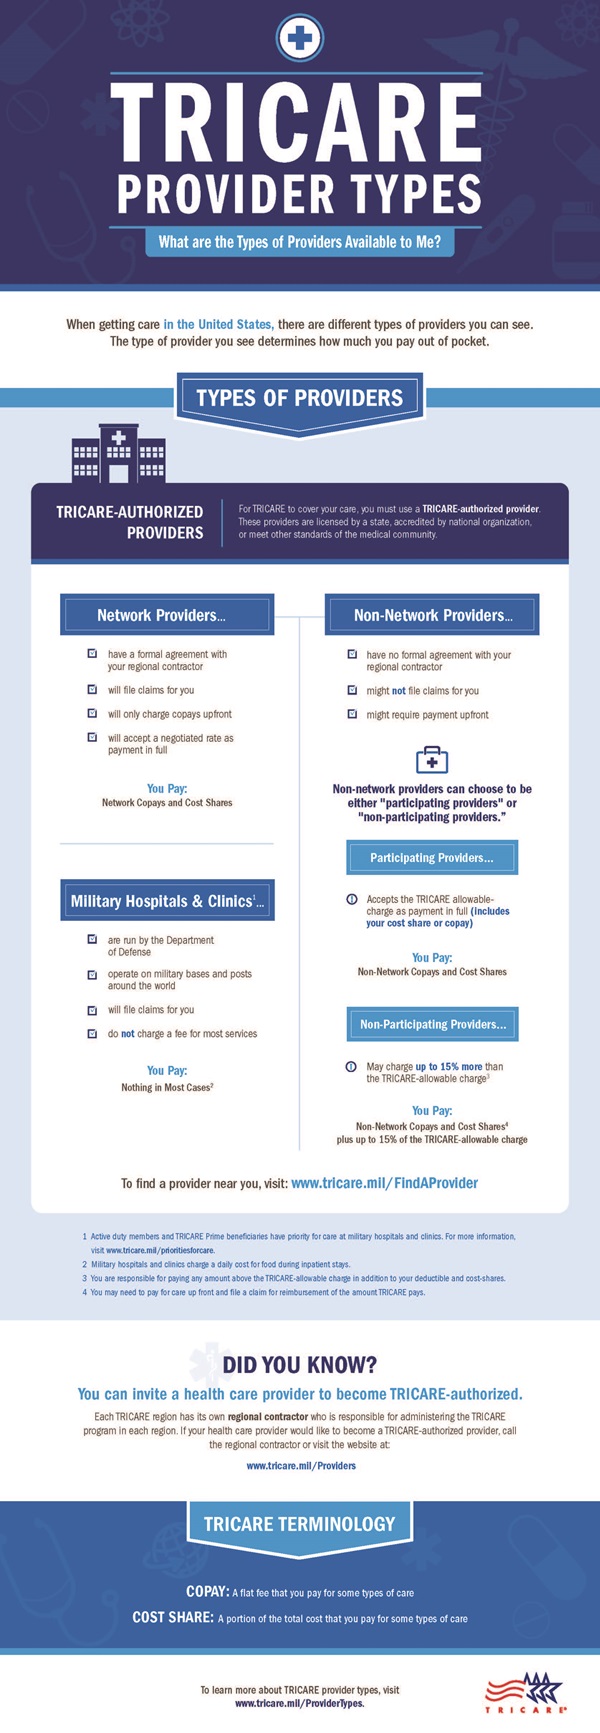 TRICARE
PROVIDER TYPES
What are the Types of Providers Available to Me?
When getting care in the United States, there are different types of providers you can see.
The type of provider you see determines how much you pay out of pocket.
TYPES OF PROVIDERS
TRICARE-AUTHORIZED
PROVIDERS
For TRICARE to cover your care, you must use a TRICARE-authorized provider.
These providers are licensed by a state, accredited by national organization,
or meet other standards of the medical community.
Network Providers...
have a formal agreement with
your regional contractor
will file claims for you
will only charge copays upfront
will accept a negotiated rate as
payment in full
You Pay:
Network Copays and Cost Shares
Military Hospitals & Clinics¹...
are run by the Department
of Defense
operate on military bases and posts
around the world
will file claims for you
do not charge a fee for most services
You Pay:
Nothing in Most Cases²
Non-Network Providers...
have no formal agreement with your
regional contractor
might not file claims for you
might require payment upfront
Non-network providers can choose to be
either "participating providers" or
"non-participating providers.”
Participating Providers...
Accepts the TRICARE allowable-
charge as payment in full (includes
your cost share or copay)
You Pay:
Non-Network Copays and Cost Shares
Non-Participating Providers...
May charge up to 15% more than
the TRICARE-allowable charge³
You Pay:
Non-Network Copays and Cost Shares⁴
plus up to 15% of the TRICARE-allowable charge
To find a provider near you, visit: www.tricare.mil/FindAProvider
1 Active duty members and TRICARE Prime beneficiaries have priority for care at military hospitals and clinics. For more information,
visit www.tricare.mil/prioritiesforcare.
2 Military hospitals and clinics charge a daily cost for food during inpatient stays.
3 You are responsible for paying any amount above the TRICARE-allowable charge in addition to your deductible and cost-shares.
4 You may need to pay for care up front and file a claim for reimbursement of the amount TRICARE pays.
DID YOU KNOW?
You can invite a health care provider to become TRICARE-authorized.
Each TRICARE region has its own regional contractor who is responsible for administering the TRICARE
program in each region. If your health care provider would like to become a TRICARE-authorized provider, call
the regional contractor or visit the website at:
www.tricare.mil/Providers
TRICARE TERMINOLOGY
COPAY: A flat fee that you pay for some types of care
COST SHARE: A portion of the total cost that you pay for some types of care
To learn more about TRICARE provider types, visit
www.tricare.mil/ProviderTypes.
TRICARE